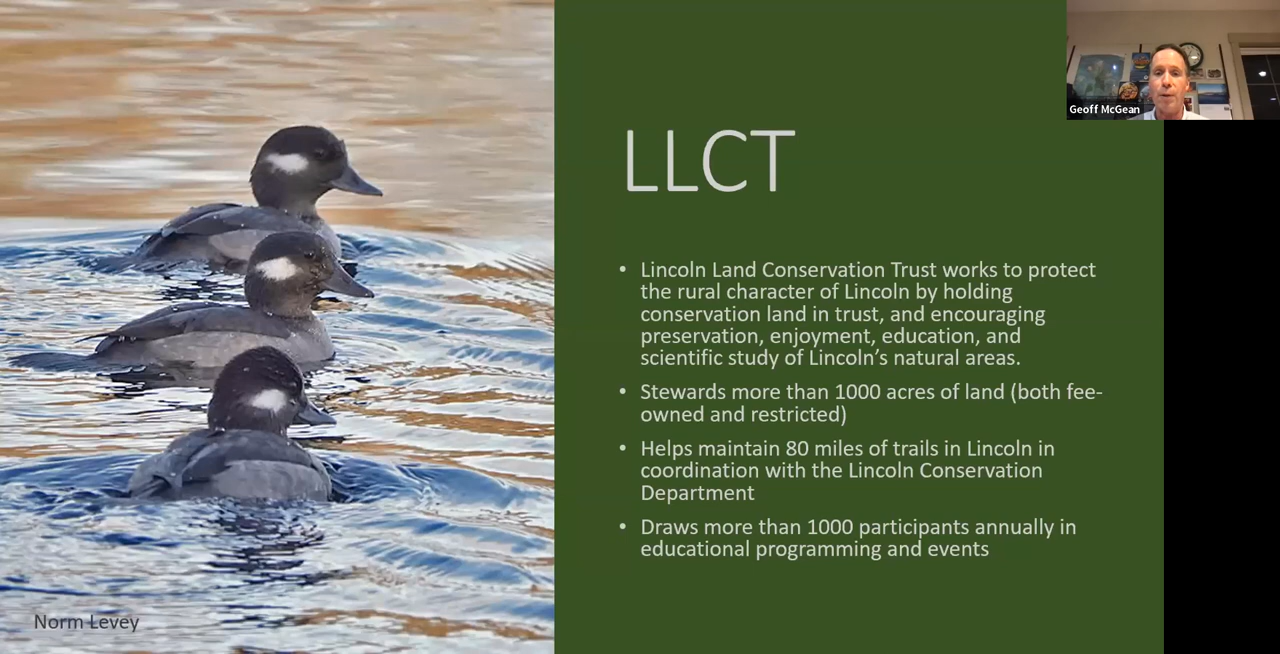 Geoff McGean
LLCT
• Lincoln Land Conservation Trust works to protect
the rural character of Lincoln by holding
conservation land in trust, and encouraging
preservation, enjoyment, education, and
scientific study of Lincoln’s natural areas.
• Stewards more than 1000 acres of land (both fee-
owned and restricted)
• Helps maintain 80 miles of trails in Lincoln in
coordination with the Lincoln Conservation
Department
• Draws more than 1000 participants annually in
educational programming and events
Norm Levey